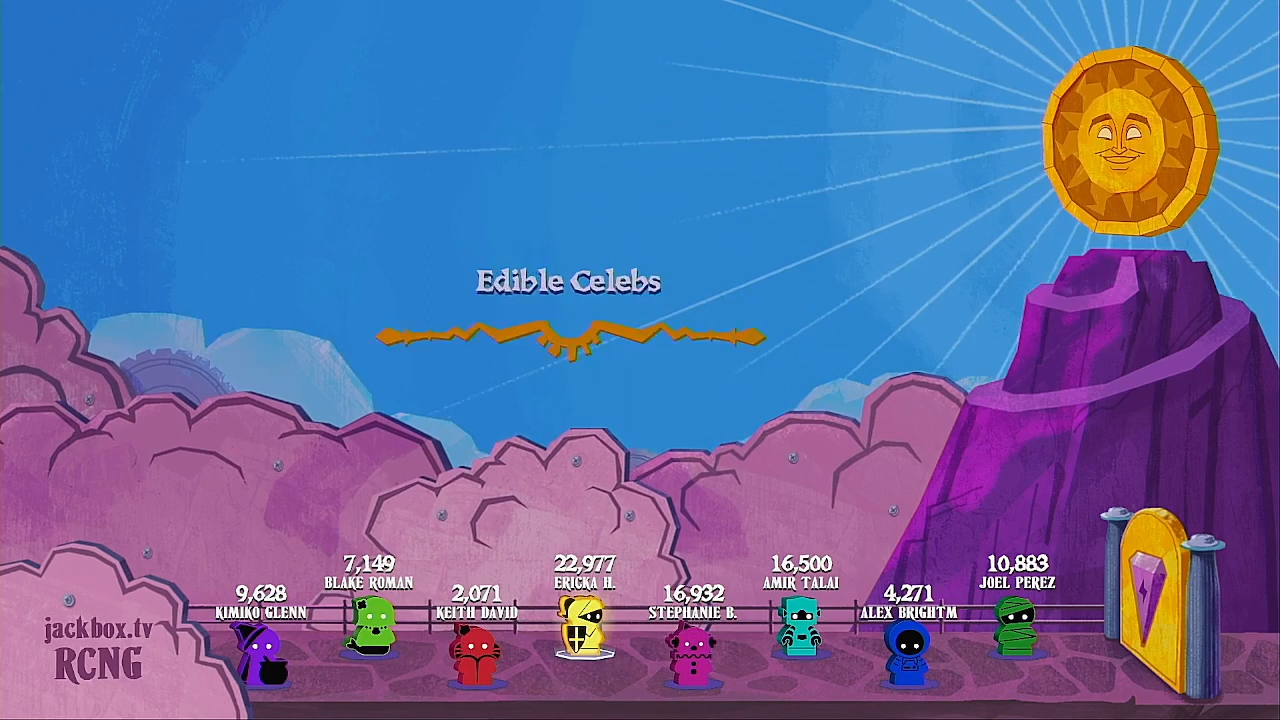 Edible Celebs
7,149
BLAKE ROMAN
22,977
ERICKA H.
16,500
AMIR TALAI
10,883
JOEL PEREZ
9,628
KIMIKO GLENN
2,071
KEITH DAVID
16,932
STEPHANIE B.
4,271
ALEX BRIGHTM
jackbox.tv
RCNG